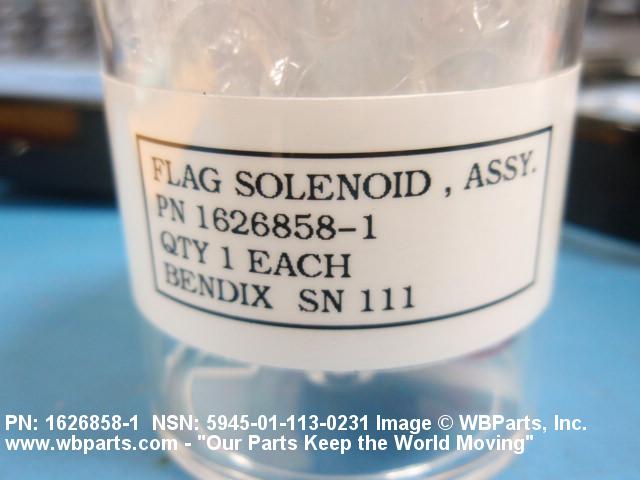 FLAG SOLENOID , ASSY.
PN 1626858-1
QTY 1 EACH
BENDIX SN 111
PN: 1626858-1 NSN: 5945-01-113-0231 Image © WBParts, Inc.
www.wbparts.com - "Our Parts Keep the World Moving"